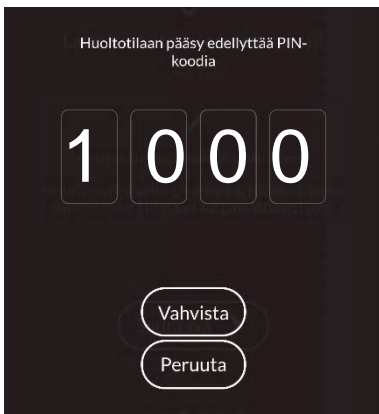 Huoltotilaan pääsy edellyttää PIN-
koodia
1 0 0 0
Vahvista
Peruuta